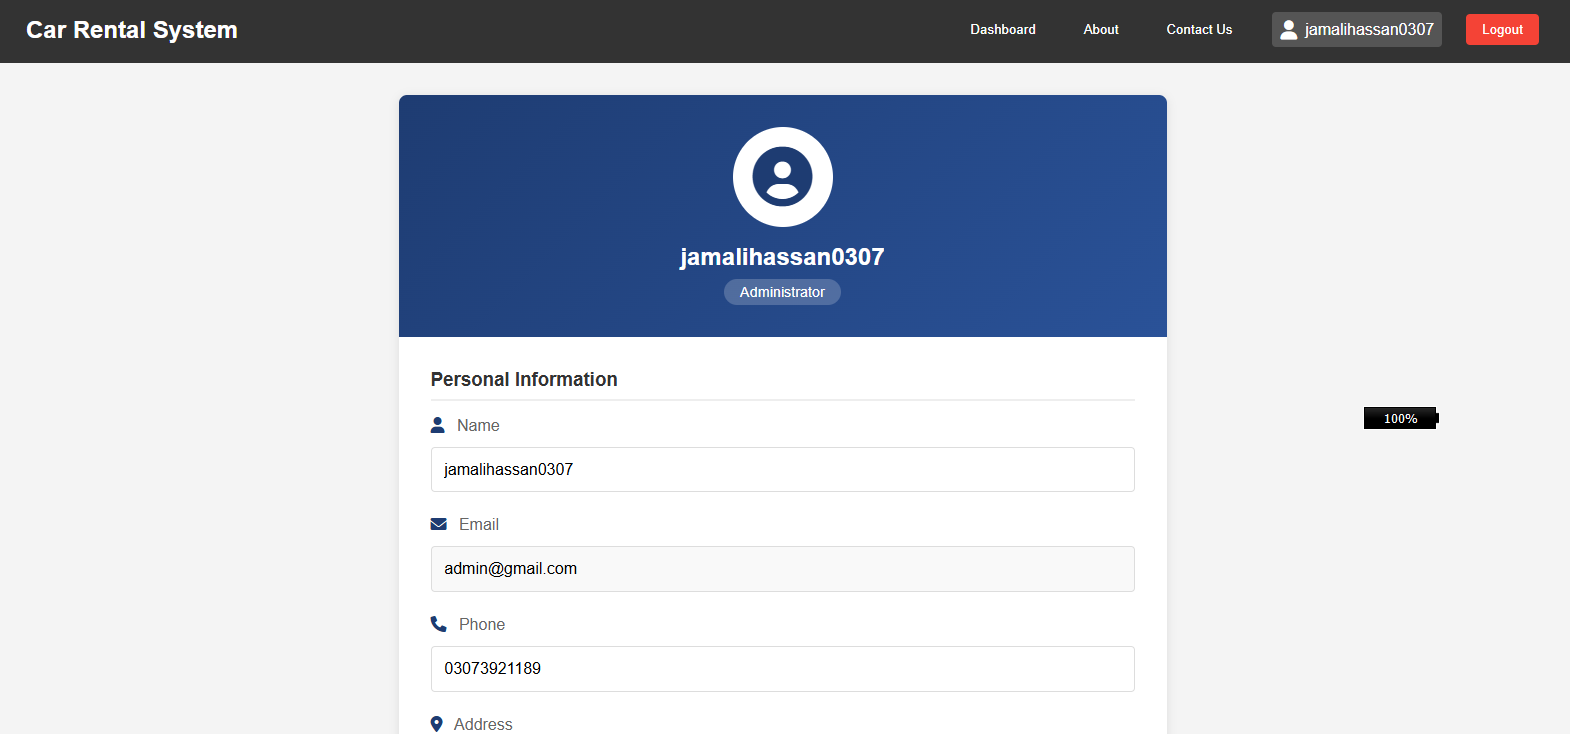 Car Rental System
Dashboard
About
Contact Us
jamalihassan0307
Logout
jamalihassan0307
Administrator
Personal Information
Name
jamalihassan0307
Email
admin@gmail.com
100%
Phone
03073921189
Address